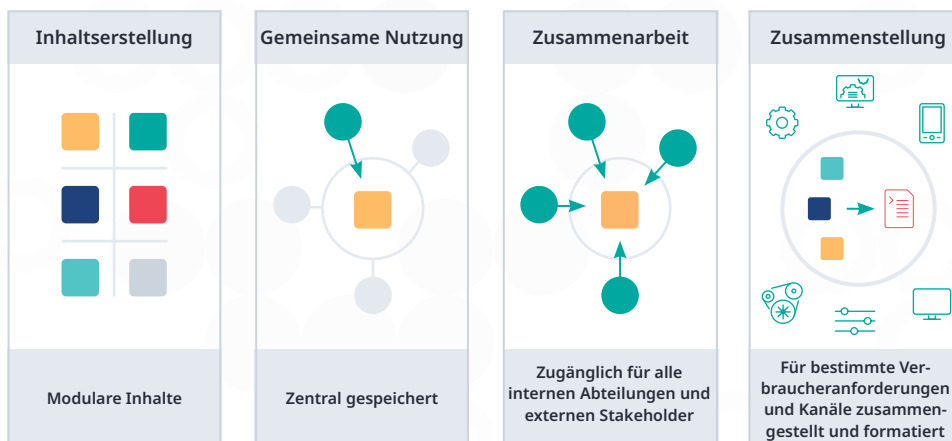 Inhaltserstellung
Modulare Inhalte
Gemeinsame Nutzung
Zentral gespeichert
Zusammenarbeit
Zugänglich für alle
internen Abteilungen und
externen Stakeholder
Zusammenstellung
Für bestimmte Ver-
braucheranforderungen
und Kanäle zusammen-
gestellt und formatiert